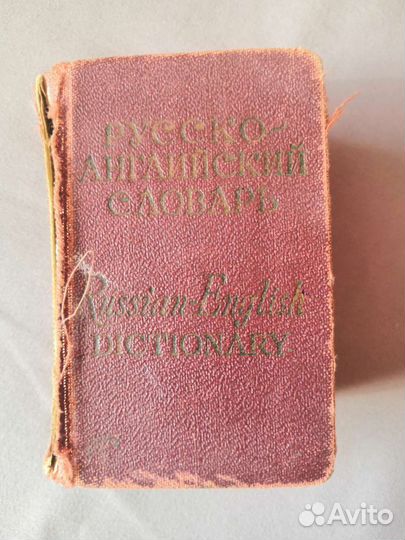 РУССКО-
АНГЛИЙСКИЙ
СЛОВАРЬ
Russian-English
DICTIONARY
Avito